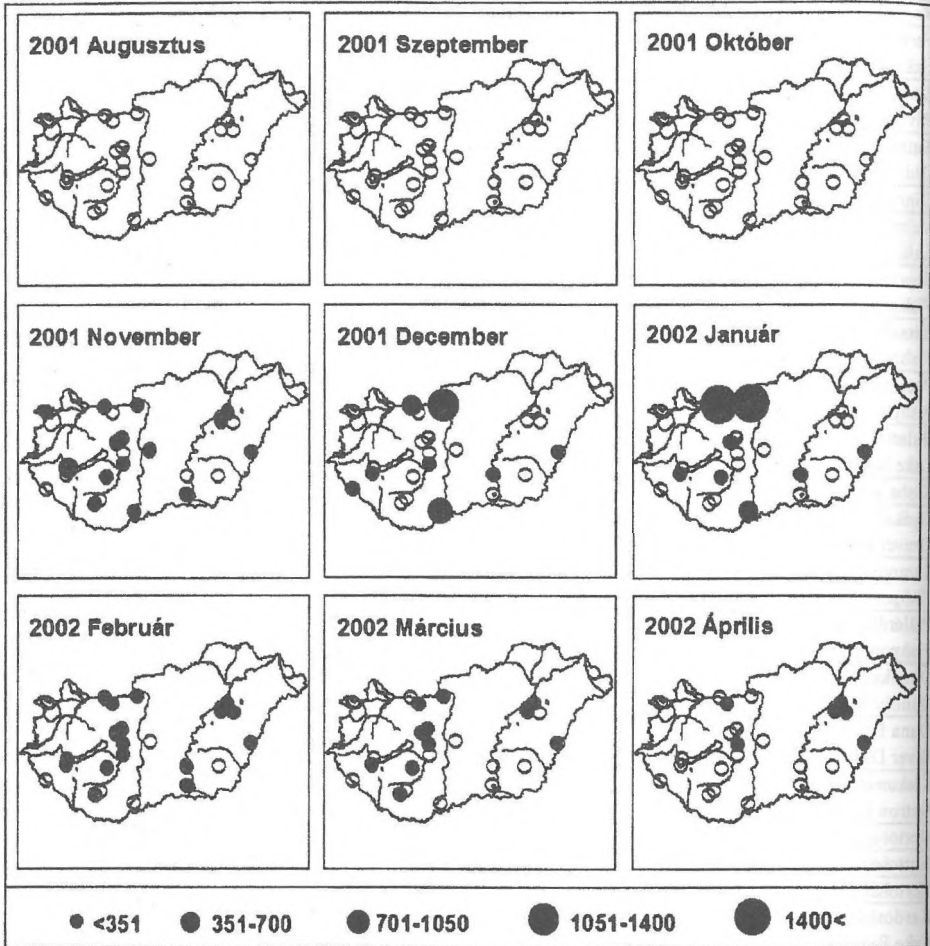 2001 Augusztus
2001 Szeptember
2001 Október
2001 November
2001 December
2002 Január
2002 Február
2002 Március
2002 Április
<351
351-700
701-1050
1051-1400
1400<